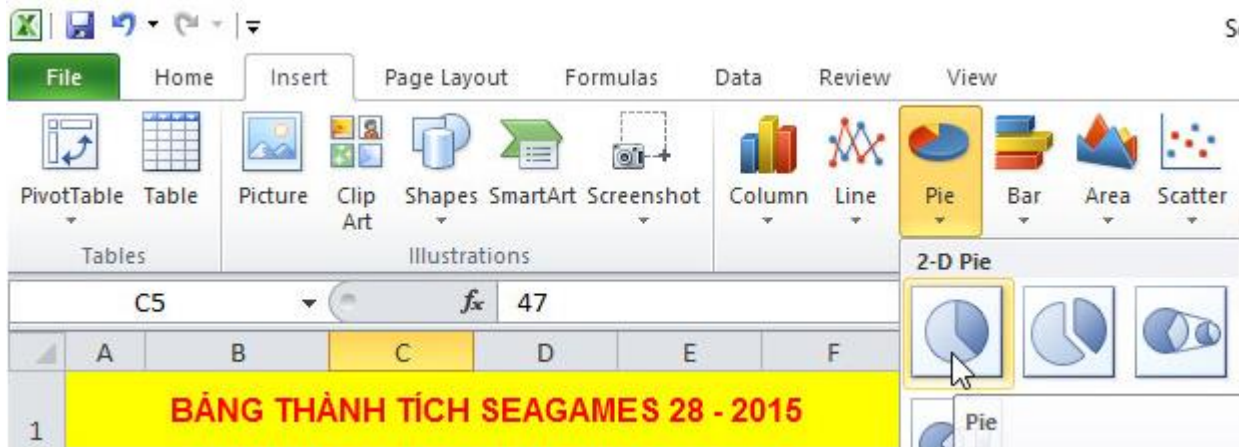 File Home Insert Page Layout Formulas Data Review View
PivotTable Table Picture Clip Art Shapes SmartArt Screenshot Column Line Pie Bar Area Scatter
Tables Illustrations
2-D Pie
C5 fx 47
A B C D E F
1 BẢNG THÀNH TÍCH SEAGAMES 28 - 2015
Pie